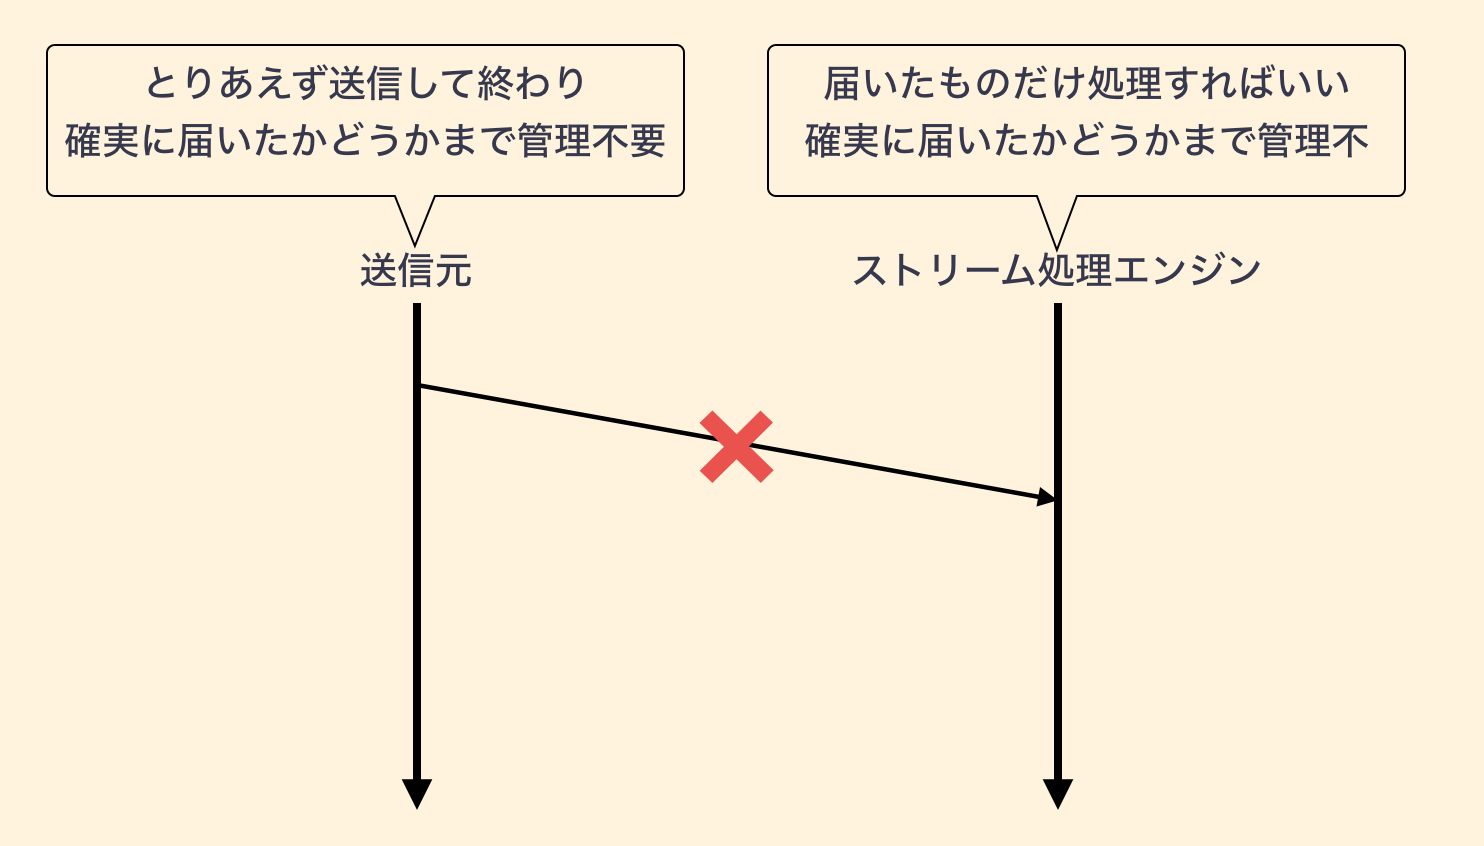 とりあえず送信して終わり
確実に届いたかどうかまで管理不要
届いたものだけ処理すればいい
確実に届いたかどうかまで管理不
送信元
ストリーム処理エンジン